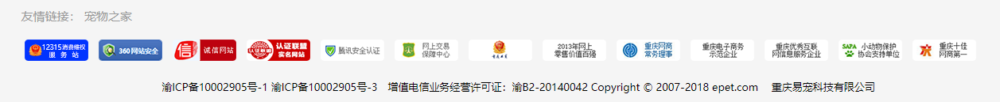 友情链接： 宠物之家
12315消费维权
服 务 站
360网站安全
信 诚信网站
认证联盟
实名网站
腾讯安全认证
网上交易
保障中心
2013年网上
零售价值百强
重庆网商
常务理事
重庆电子商务
示范企业
重庆优秀互联
网信息服务企业
SAPA 小动物保护
协会支持单位
重庆十佳
网商第一
渝ICP备10002905号-1 渝ICP备10002905号-3 增值电信业务经营许可证：渝B2-20140042 Copyright © 2007-2018 epet.com 重庆易宠科技有限公司